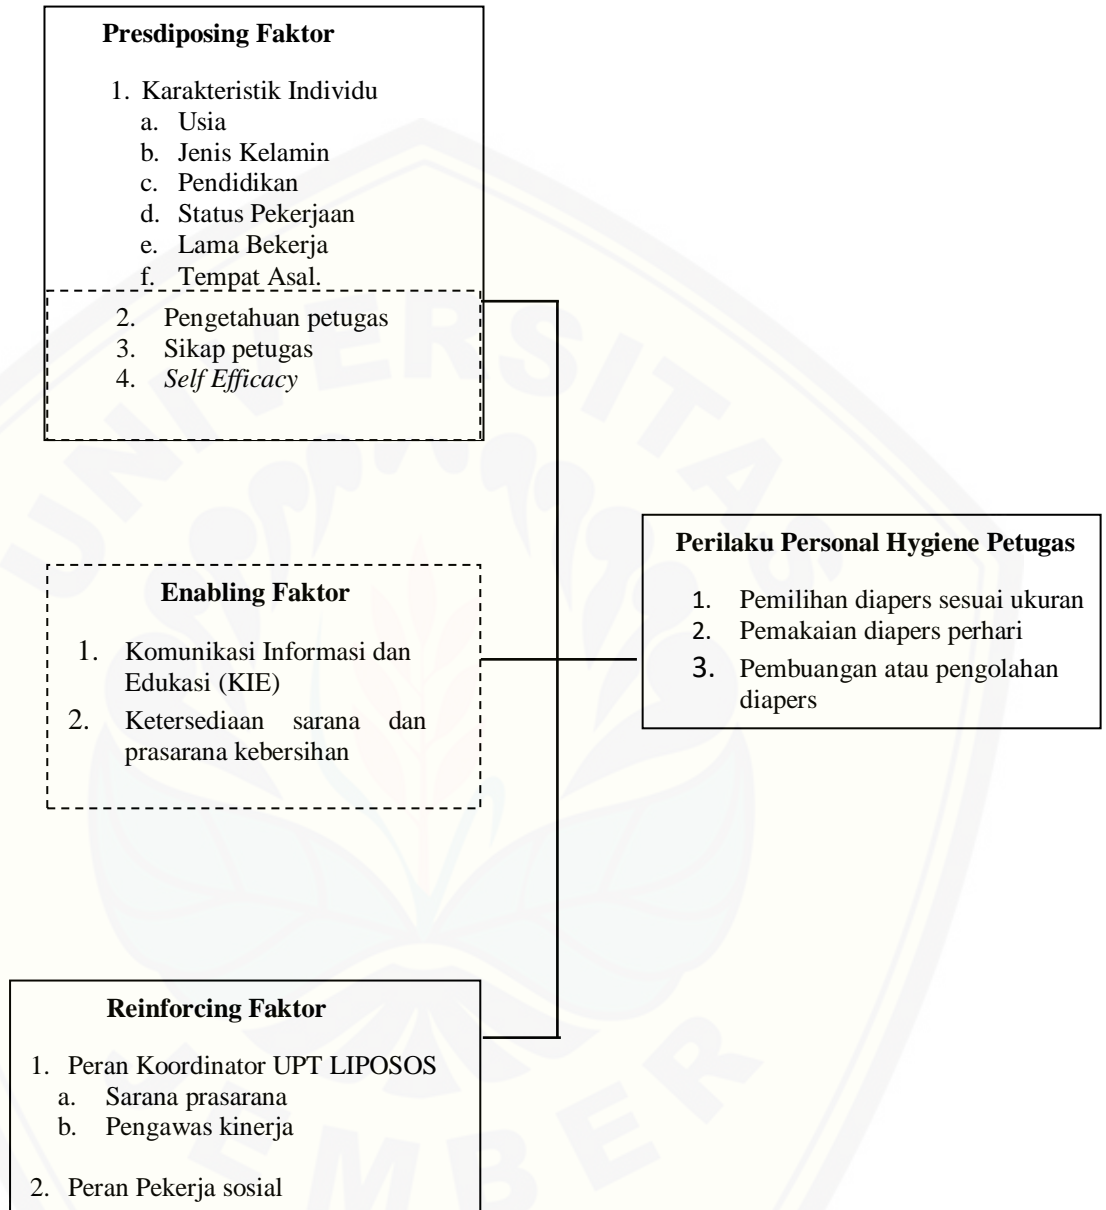 Presdiposing Faktor
1. Karakteristik Individu
a. Usia
b. Jenis Kelamin
c. Pendidikan
d. Status Pekerjaan
e. Lama Bekerja
f. Tempat Asal.
2. Pengetahuan petugas
3. Sikap petugas
4. Self Efficacy
Enabling Faktor
1. Komunikasi Informasi dan
Edukasi (KIE)
2. Ketersediaan sarana dan
prasarana kebersihan
Reinforcing Faktor
1. Peran Koordinator UPT LIPOSOS
a. Sarana prasarana
b. Pengawas kinerja
2. Peran Pekerja sosial
Perilaku Personal Hygiene Petugas
1. Pemilihan diapers sesuai ukuran
2. Pemakaian diapers perhari
3. Pembuangan atau pengolahan
diapers
UNIVERSITAS
JEMBER